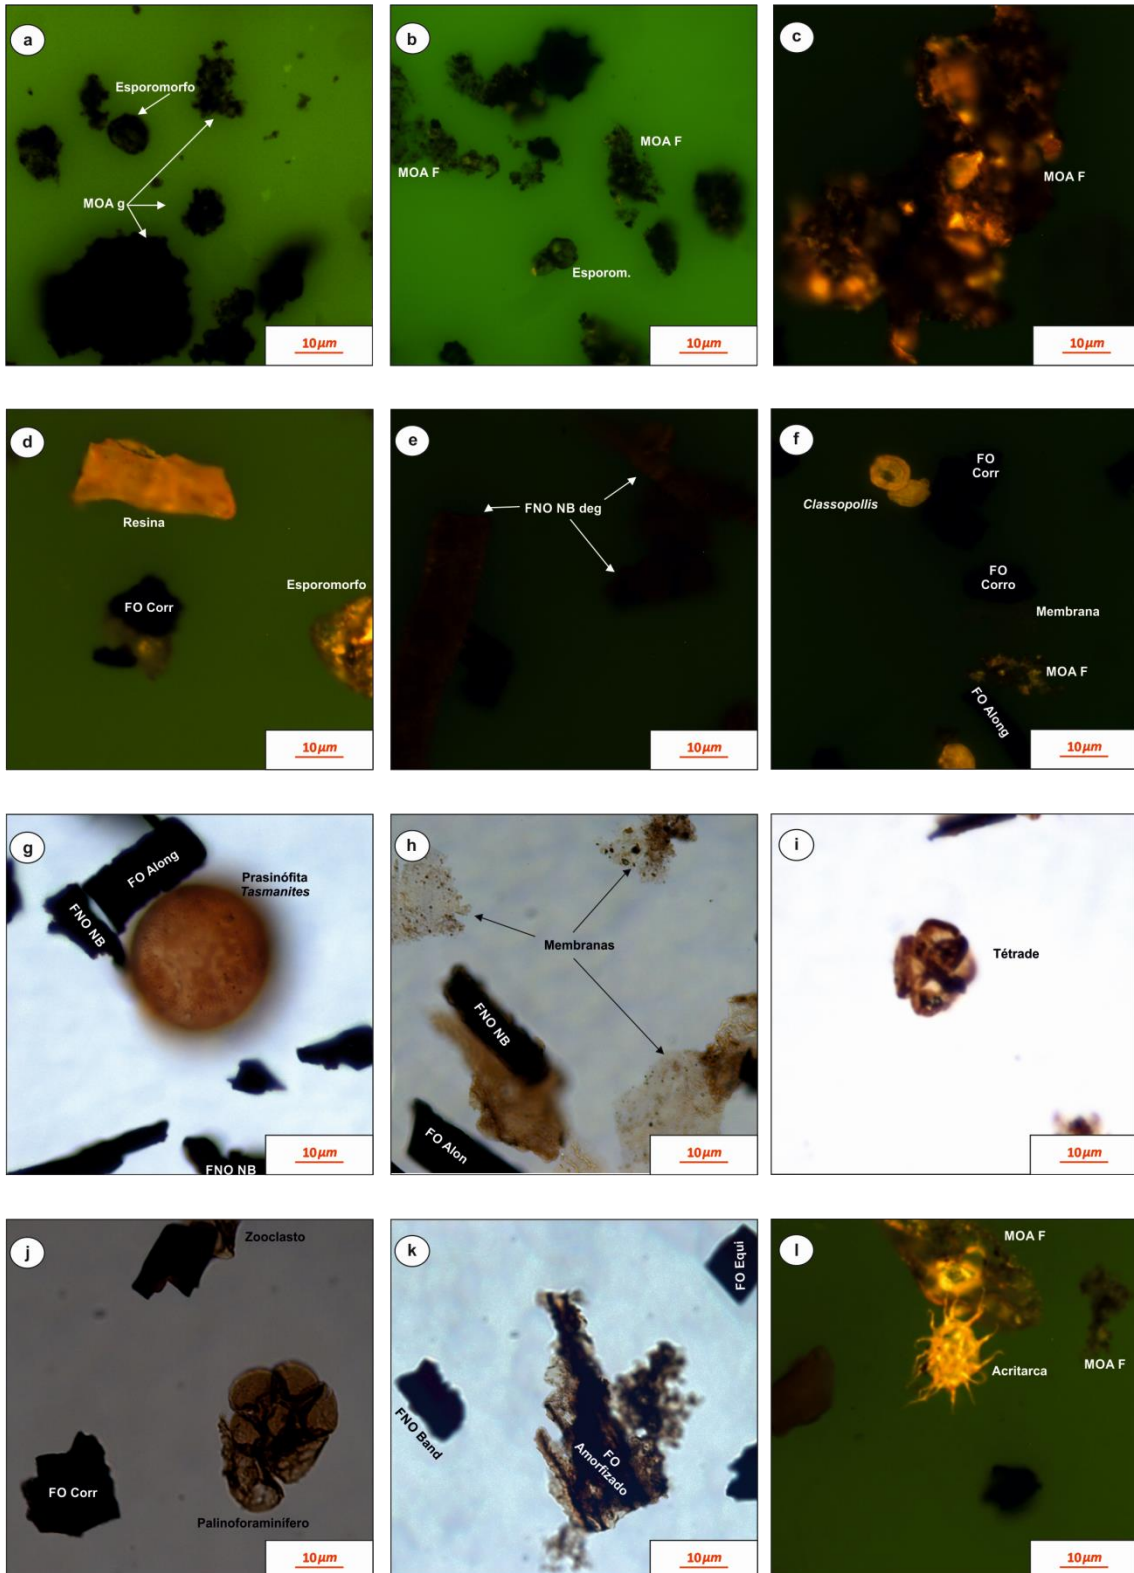 a
Esporomorfo
MOA g
10µm
b
MOA F
MOA F
Esporom.
10µm
c
MOA F
10µm
d
Resina
Esporomorfo
FO Corr
10µm
e
FNO NB deg
10µm
f
FO
Corr
Classopollis
FO
Corro
Membrana
MOA F
FO Along
10µm
g
FO Along
Prasinófita
Tasmanites
FNO NB
FNO NB
10µm
h
Membranas
FNO NB
FO Alon
10µm
i
Tétrade
10µm
j
Zooclasto
FO Corr
Palinoforaminífero
10µm
k
FO Equi
FNO Band
FO
Amorfizado
10µm
l
MOA F
Acritarca
MOA F
10µm